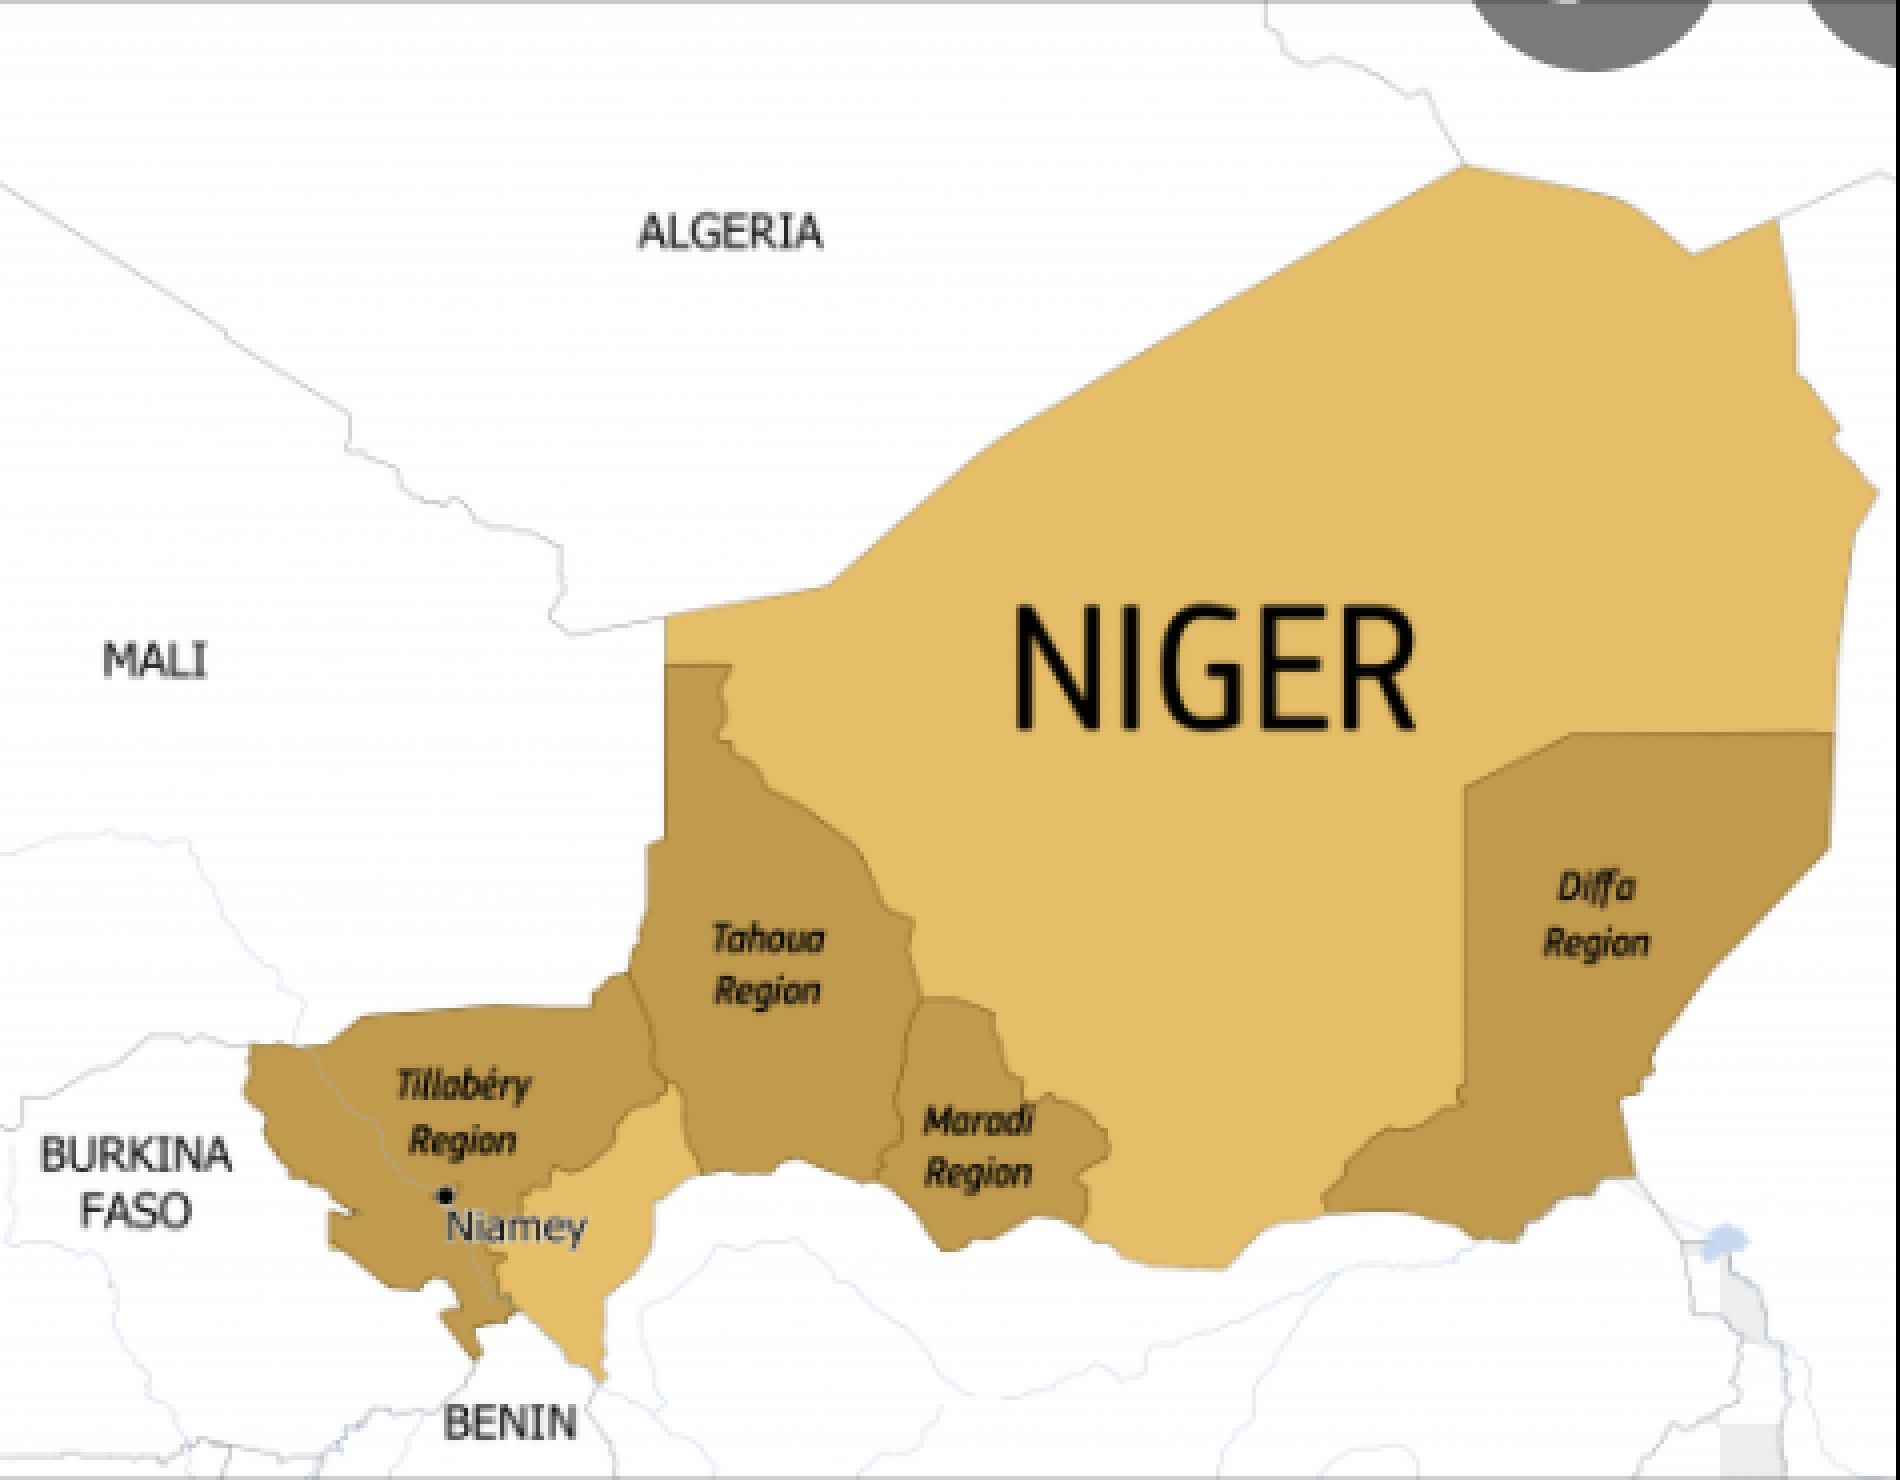 ALGERIA
MALI
NIGER
Diffa
Region
Tahoua
Region
Tillabéry
Region
Maradi
Region
BURKINA
FASO
Niamey
BENIN